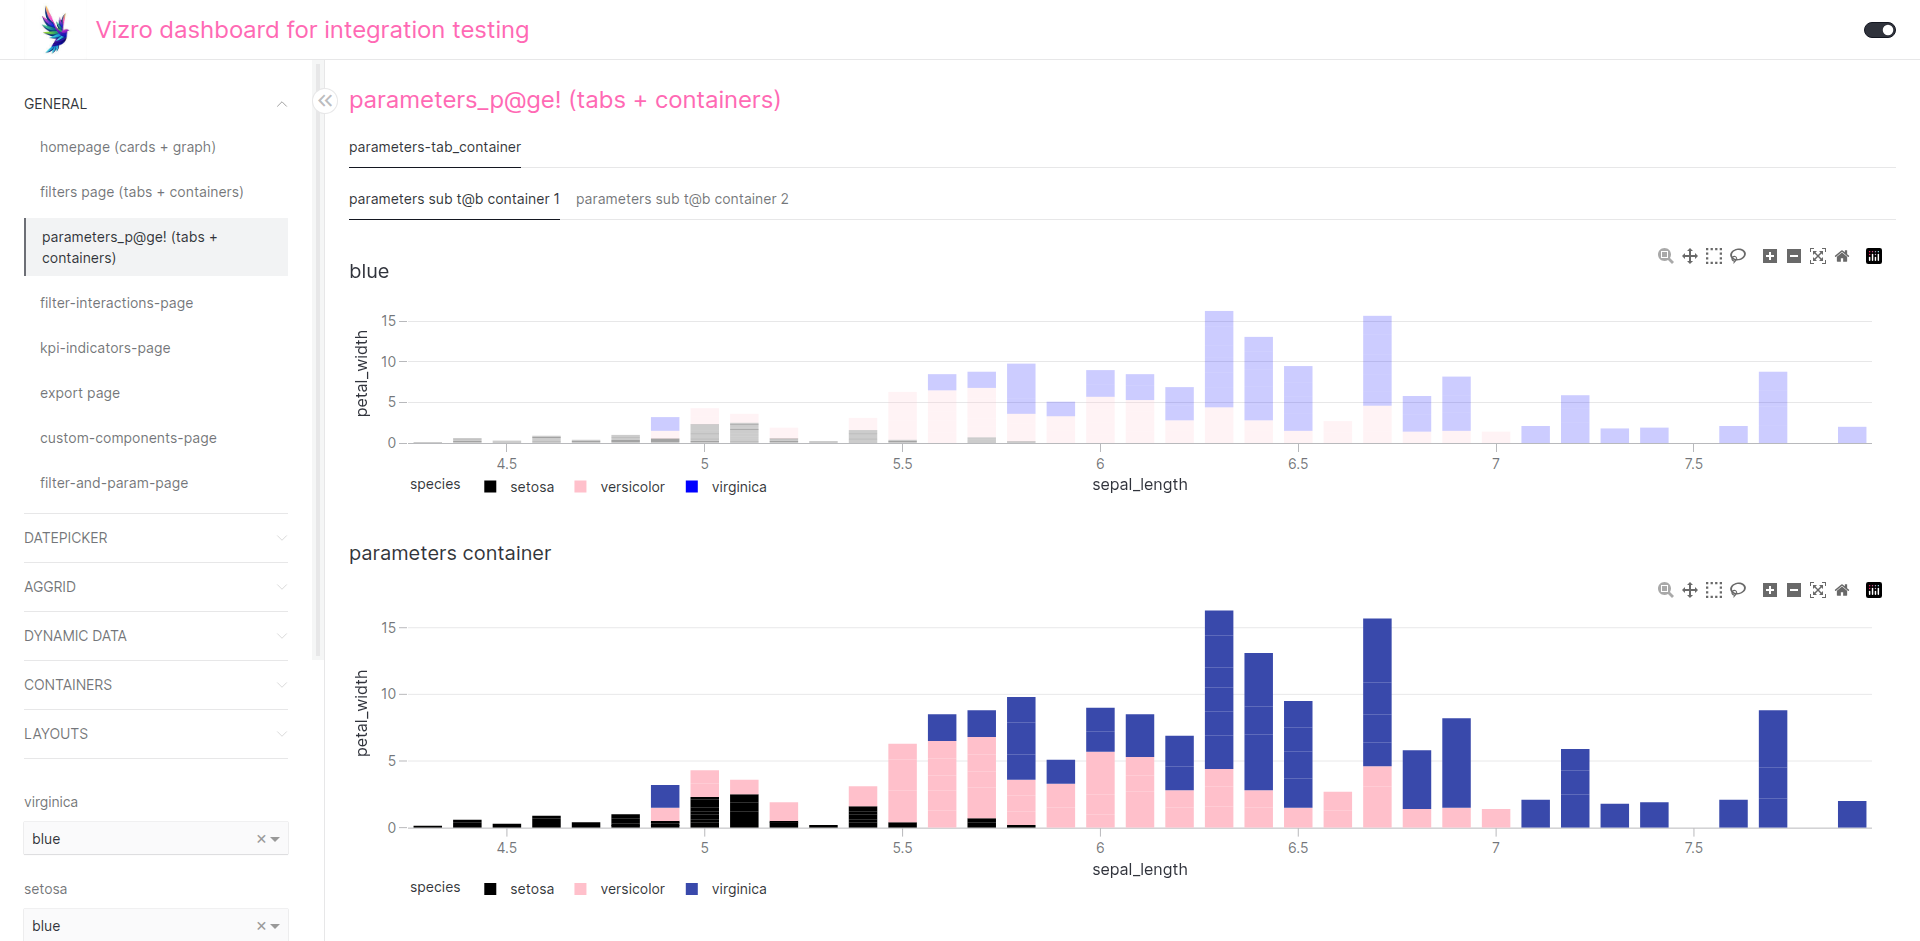 Vizro dashboard for integration testing
GENERAL
homepage (cards + graph)
filters page (tabs + containers)
parameters_p@ge! (tabs +
containers)
filter-interactions-page
kpi-indicators-page
export page
custom-components-page
filter-and-param-page
DATEPICKER
AGGRID
DYNAMIC DATA
CONTAINERS
LAYOUTS
virginica
blue
setosa
blue
parameters_p@ge! (tabs + containers)
parameters-tab_container
parameters sub t@b container 1 parameters sub t@b container 2
blue
petal_width
15
10
5
0
4.5 5 5.5 6 6.5 7 7.5
sepal_length
species setosa versicolor virginica
parameters container
petal_width
15
10
5
0
4.5 5 5.5 6 6.5 7 7.5
sepal_length
species setosa versicolor virginica